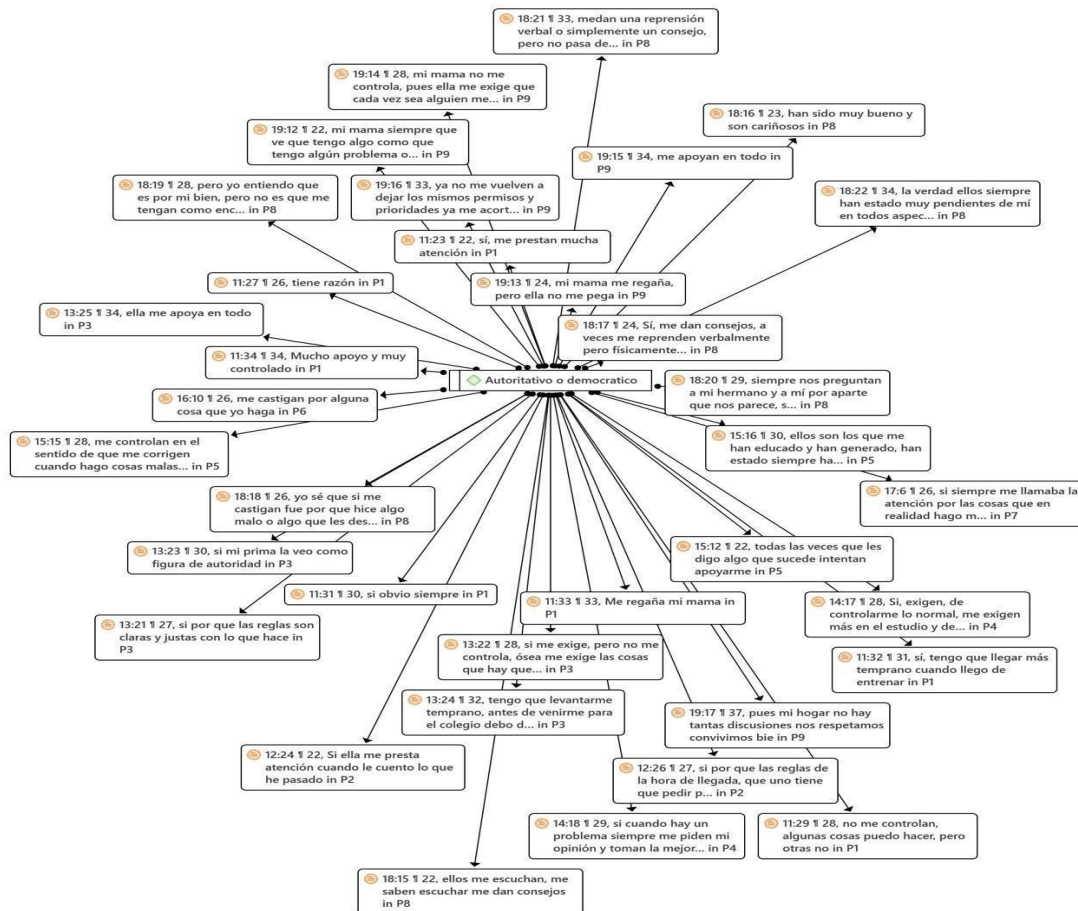 18:21 ¶ 33, medan una reprensión
verbal o simplemente un consejo,
pero no pasa de... in P8
19:14 ¶ 28, mi mama no me
controla, pues ella me exige que
cada vez sea alguien me... in P9
18:16 ¶ 23, han sido muy bueno y
son cariñosos in P8
19:12 ¶ 22, mi mama siempre que
ve que tengo algo como que
tengo algún problema o... in P9
19:15 ¶ 34, me apoyan en todo in
P9
18:19 ¶ 28, pero yo entiendo que
es por mi bien, pero no es que me
tengan como enc... in P8
19:16 ¶ 33, ya no me vuelven a
dejar los mismos permisos y
prioridades ya me acort... in P9
18:22 ¶ 34, la verdad ellos siempre
han estado muy pendientes de mí
en todos aspec... in P8
11:23 ¶ 22, sí, me prestan mucha
atención in P1
11:27 ¶ 26, tiene razón in P1
19:13 ¶ 24, mi mama me regaña,
pero ella no me pega in P9
13:25 ¶ 34, ella me apoya en todo
in P3
18:17 ¶ 24, Sí, me dan consejos, a
veces me reprenden verbalmente
pero físicamente... in P8
11:34 ¶ 34, Mucho apoyo y muy
controlado in P1
Autoritativo o democratico
18:20 ¶ 29, siempre nos preguntan
a mi hermano y a mí por aparte
que nos parece, s... in P8
16:10 ¶ 26, me castigan por alguna
cosa que yo haga in P6
15:15 ¶ 28, me controlan en el
sentido de que me corrigen
cuando hago cosas malas... in P5
15:16 ¶ 30, ellos son los que me
han educado y han generado, han
estado siempre ha... in P5
17:6 ¶ 26, si siempre me llamaba la
atención por las cosas que en
realidad hago m... in P7
18:18 ¶ 26, yo sé que si me
castigan fue por que hice algo
malo o algo que les des... in P8
13:23 ¶ 30, si mi prima la veo como
figura de autoridad in P3
15:12 ¶ 22, todas las veces que les
digo algo que sucede intentan
apoyarme in P5
11:31 ¶ 30, si obvio siempre in P1
11:33 ¶ 33, Me regaña mi mama in
P1
14:17 ¶ 28, Si, exigen, de
controlarme lo normal, me exigen
más en el estudio y de... in P4
13:21 ¶ 27, si por que las reglas son
claras y justas con lo que hace in
P3
13:22 ¶ 28, si me exige, pero no me
controla, ósea me exige las cosas
que hay que... in P3
11:32 ¶ 31, sí, tengo que llegar más
temprano cuando llego de
entrenar in P1
13:24 ¶ 32, tengo que levantarme
temprano, antes de venirme para
el colegio debo d... in P3
19:17 ¶ 37, pues mi hogar no hay
tantas discusiones nos respetamos
convivimos bie in P9
12:24 ¶ 22, Si ella me presta
atención cuando le cuento lo que
he pasado in P2
12:26 ¶ 27, si por que las reglas de
la hora de llegada, que uno tiene
que pedir p... in P2
14:18 ¶ 29, si cuando hay un
problema siempre me piden mi
opinión y toman la mejor... in P4
11:29 ¶ 28, no me controlan,
algunas cosas puedo hacer, pero
otras no in P1
18:15 ¶ 22, ellos me escuchan, me
saben escuchar me dan consejos
in P8